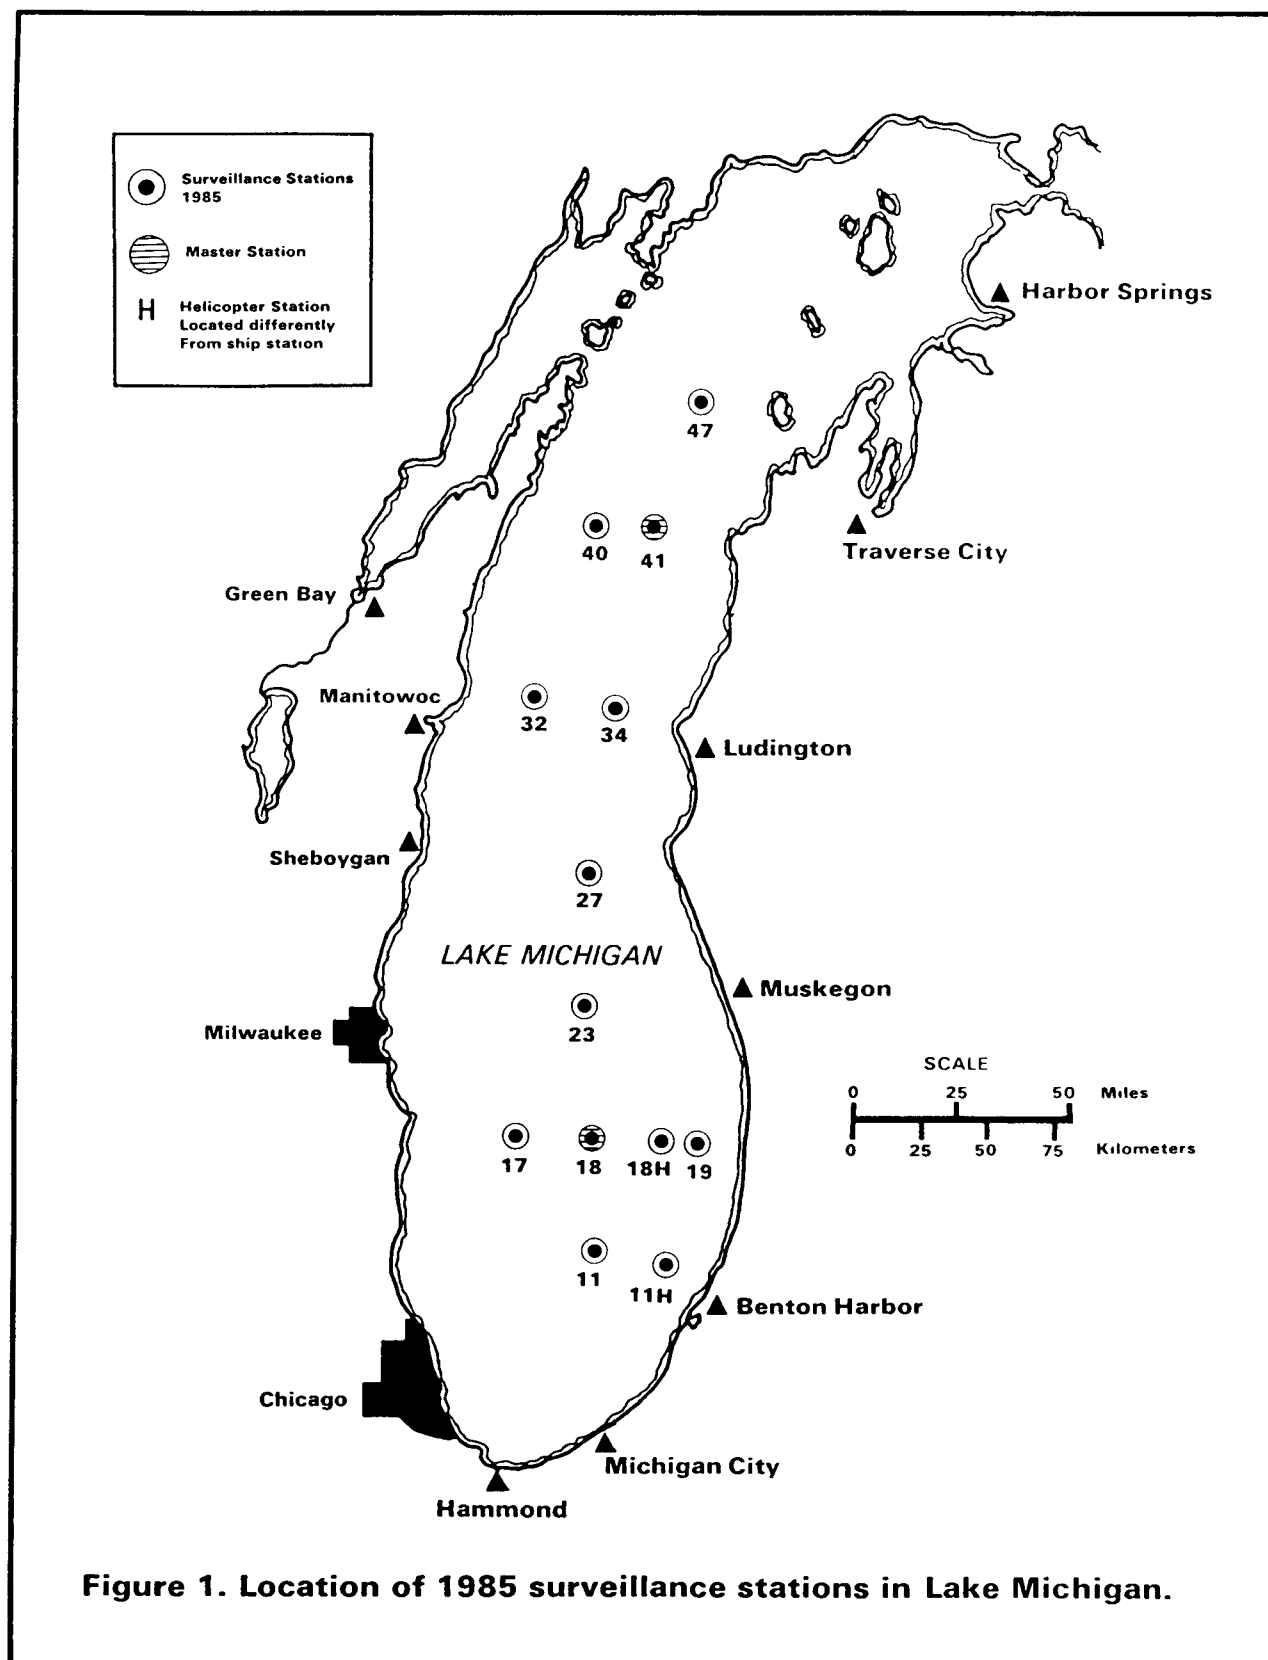 Surveillance Stations
1985
Master Station
H
Helicopter Station
Located differently
From ship station
Harbor Springs
47
40
41
Traverse City
Green Bay
Manitowoc
32
34
Ludington
Sheboygan
27
LAKE MICHIGAN
Muskegon
23
Milwaukee
SCALE
0 25 50 Miles
0 25 50 75 Kilometers
17 18 18H 19
11
11H
Benton Harbor
Chicago
Michigan City
Hammond
Figure 1. Location of 1985 surveillance stations in Lake Michigan.